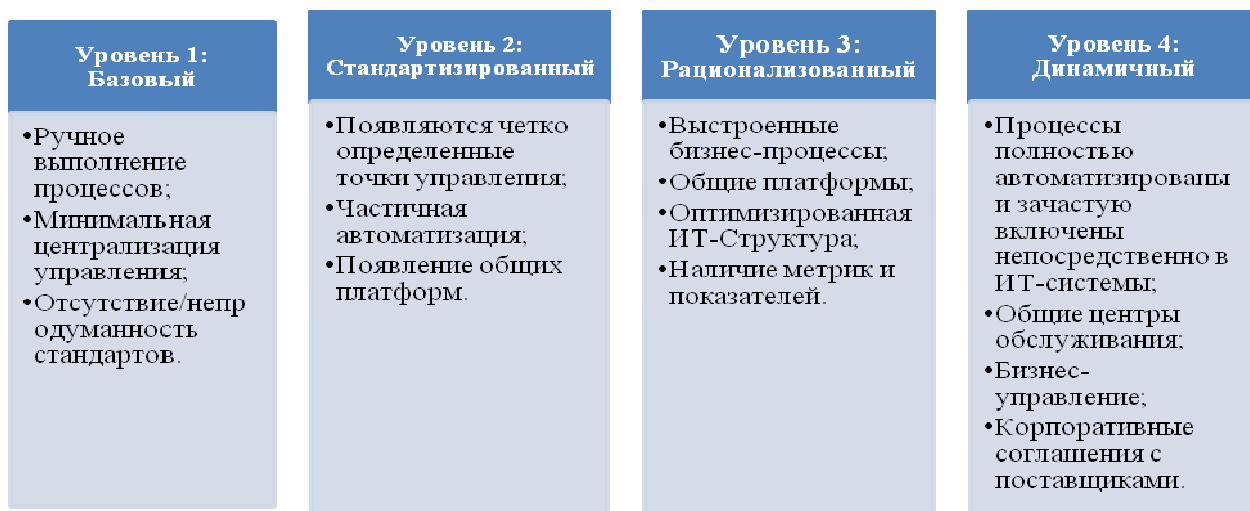 Уровень 1:
Базовый
•Ручное
выполнение
процессов;
•Минимальная
централизация
управления;
•Отсутствие/непр
одуманность
стандартов.
Уровень 2:
Стандартизированный
•Появляются четко
определенные
точки управления;
•Частичная
автоматизация;
•Появление общих
платформ.
Уровень 3:
Рационализованный
•Выстроенные
бизнес-процессы;
•Общие платформы;
•Оптимизированная
ИТ-Структура;
•Наличие метрик и
показателей.
Уровень 4:
Динамичный
•Процессы
полностью
автоматизированы
и зачастую
включены
непосредственно в
ИТ-системы;
•Общие центры
обслуживания;
•Бизнес-
управление;
•Корпоративные
соглашения с
поставщиками.